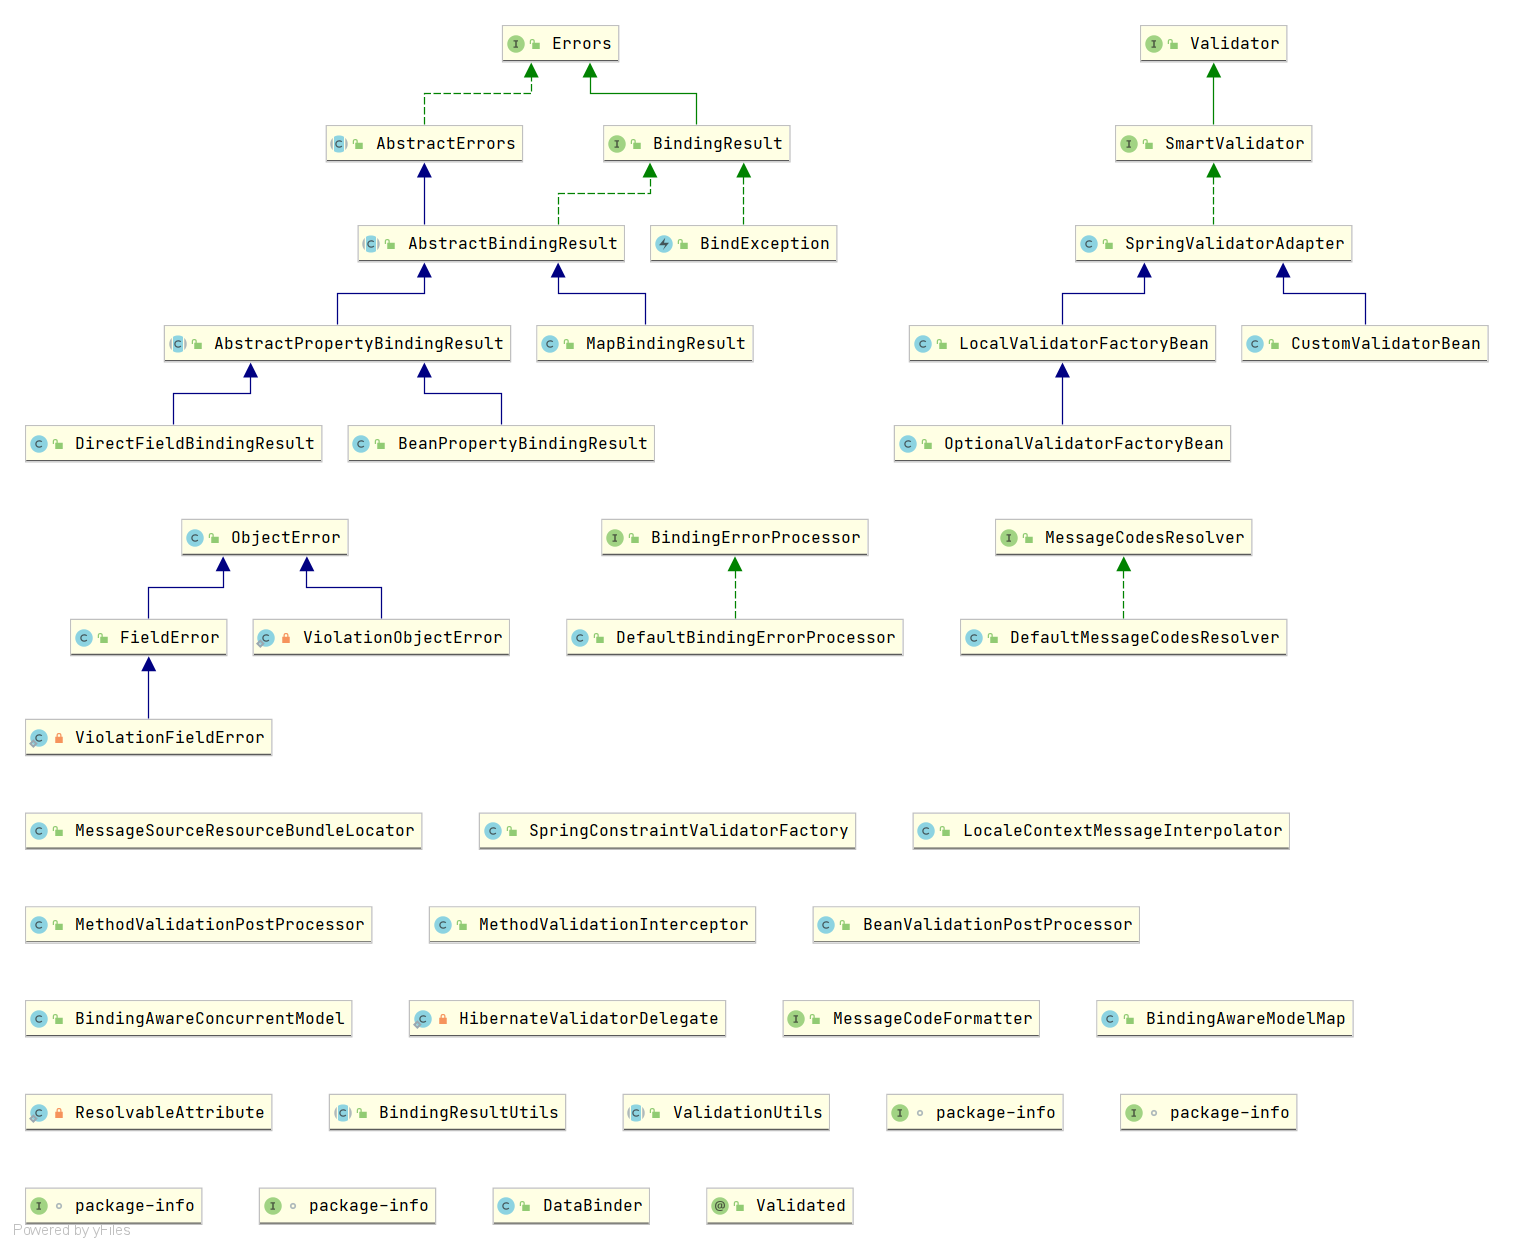 Errors
Validator
AbstractErrors
BindingResult
SmartValidator
AbstractBindingResult
BindException
SpringValidatorAdapter
AbstractPropertyBindingResult
MapBindingResult
LocalValidatorFactoryBean
CustomValidatorBean
DirectFieldBindingResult
BeanPropertyBindingResult
OptionalValidatorFactoryBean
ObjectError
BindingErrorProcessor
MessageCodesResolver
FieldError
ViolationObjectError
DefaultBindingErrorProcessor
DefaultMessageCodesResolver
ViolationFieldError
MessageSourceResourceBundleLocator
SpringConstraintValidatorFactory
LocaleContextMessageInterpolator
MethodValidationPostProcessor
MethodValidationInterceptor
BeanValidationPostProcessor
BindingAwareConcurrentModel
HibernateValidatorDelegate
MessageCodeFormatter
BindingAwareModelMap
ResolvableAttribute
BindingResultUtils
ValidationUtils
package-info
package-info
package-info
package-info
DataBinder
Validated
Powered by yFiles